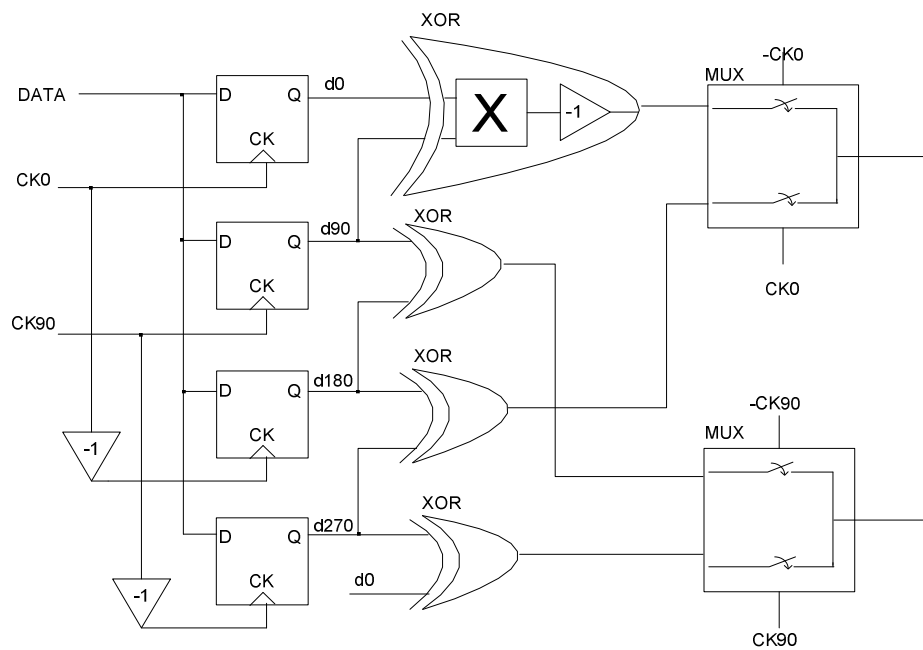 XOR
-CK0
MUX
DATA
D
Q
d0
CK
X
-1
CK0
XOR
D
Q
d90
CK
CK0
CK90
XOR
D
Q
d180
CK
-1
-CK90
MUX
XOR
D
Q
d270
CK
d0
-1
CK90